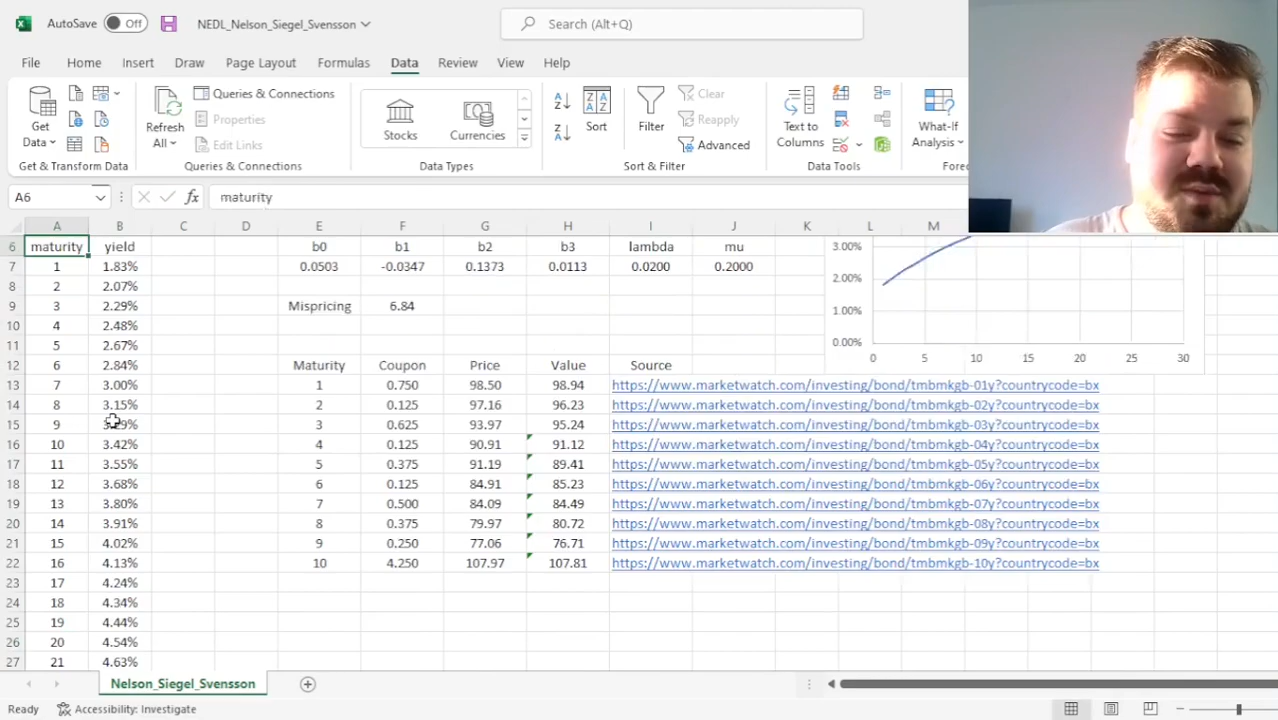 AutoSave Off NEDL_Nelson_Siegel_Svensson Search (Alt+Q)
File Home Insert Draw Page Layout Formulas Data Review View Help
Get Data Refresh All Queries & Connections Properties Edit Links Stocks Currencies Sort Filter Clear Reapply Advanced Text to Columns What-If Analysis
Get & Transform Data Queries & Connections Data Types Sort & Filter Data Tools
A6 fx maturity
A B C D E F G H I J K L M
6 maturity yield b0 b1 b2 b3 lambda mu 3.00%
7 1 1.83% 0.0503 -0.0347 0.1373 0.0113 0.0200 0.2000 2.00%
8 2 2.07%
9 3 2.29% Mispricing 6.84 1.00%
10 4 2.48%
11 5 2.67% 0.00%
0 5 10 15 20 25 30
12 6 2.84% Maturity Coupon Price Value Source
13 7 3.00% 1 0.750 98.50 98.94 https://www.marketwatch.com/investing/bond/tmbmkgb-01y?countrycode=bx
14 8 3.15% 2 0.125 97.16 96.23 https://www.marketwatch.com/investing/bond/tmbmkgb-02y?countrycode=bx
15 9 3 0.625 93.97 95.24 https://www.marketwatch.com/investing/bond/tmbmkgb-03y?countrycode=bx
16 10 3.42% 4 0.125 90.91 91.12 https://www.marketwatch.com/investing/bond/tmbmkgb-04y?countrycode=bx
17 11 3.55% 5 0.375 91.19 89.41 https://www.marketwatch.com/investing/bond/tmbmkgb-05y?countrycode=bx
18 12 3.68% 6 0.125 84.91 85.23 https://www.marketwatch.com/investing/bond/tmbmkgb-06y?countrycode=bx
19 13 3.80% 7 0.500 84.09 84.49 https://www.marketwatch.com/investing/bond/tmbmkgb-07y?countrycode=bx
20 14 3.91% 8 0.375 79.97 80.72 https://www.marketwatch.com/investing/bond/tmbmkgb-08y?countrycode=bx
21 15 4.02% 9 0.250 77.06 76.71 https://www.marketwatch.com/investing/bond/tmbmkgb-09y?countrycode=bx
22 16 4.13% 10 4.250 107.97 107.81 https://www.marketwatch.com/investing/bond/tmbmkgb-10y?countrycode=bx
23 17 4.24%
24 18 4.34%
25 19 4.44%
26 20 4.54%
27 21 4.63%
Nelson_Siegel_Svensson
Ready Accessibility: Investigate